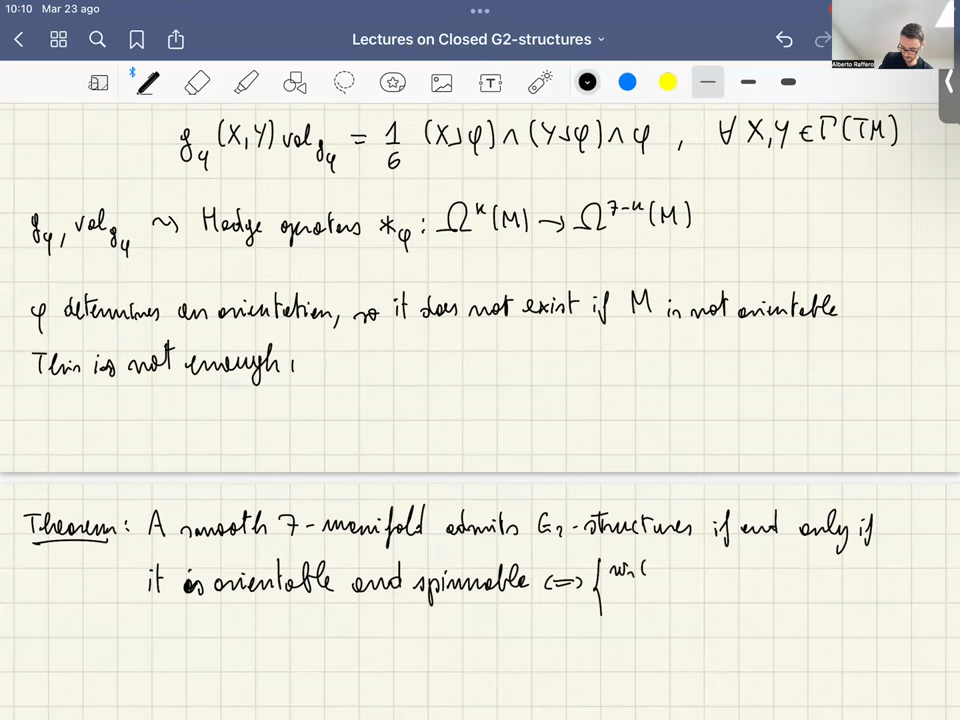 10:10 Mar 23 ago
Lectures on Closed G2-structures
Alberto Raffero
g_φ (X,Y) vol_{g_φ} = 1/6 (X⌟φ) ∧ (Y⌟φ) ∧ φ , ∀ X,Y ∈ Γ(TM)
g_φ, vol_{g_φ} ⇝ Hodge operators *_φ : Ω^k(M) → Ω^{7-k}(M)
φ determines an orientation, so it does not exist if M is not orientable
This is not enough,
Theorem: A smooth 7-manifold admits G₂-structures if and only if
it is orientable and spinnable ⟺ { w₁(